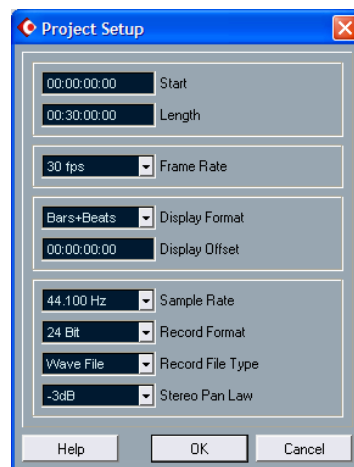 Project Setup
00:00:00:00 Start
00:30:00:00 Length
30 fps Frame Rate
Bars+Beats Display Format
00:00:00:00 Display Offset
44.100 Hz Sample Rate
24 Bit Record Format
Wave File Record File Type
-3dB Stereo Pan Law
Help OK Cancel